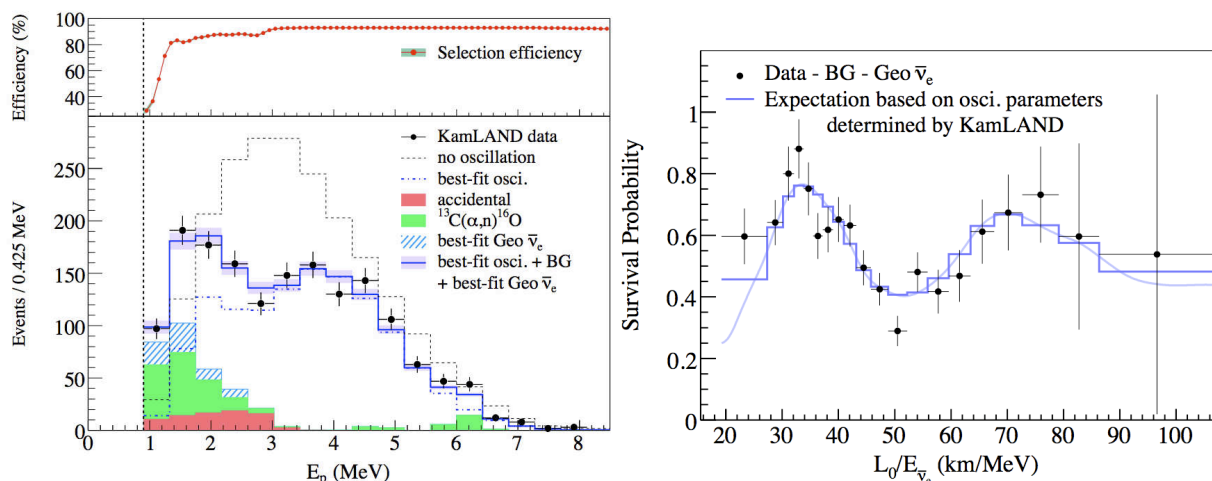 Efficiency (%)
100
80
60
40
Selection efficiency
Events / 0.425 MeV
250
200
150
100
50
0
KamLAND data
no oscillation
best-fit osci.
accidental
¹³C(α,n)¹⁶O
best-fit Geo ν̅ₑ
best-fit osci. + BG
+ best-fit Geo ν̅ₑ
0 1 2 3 4 5 6 7 8
Eₚ (MeV)
Data - BG - Geo ν̅ₑ
Expectation based on osci. parameters
determined by KamLAND
Survival Probability
1
0.8
0.6
0.4
0.2
0
20 30 40 50 60 70 80 90 100
L₀/E_ν̅ₑ (km/MeV)